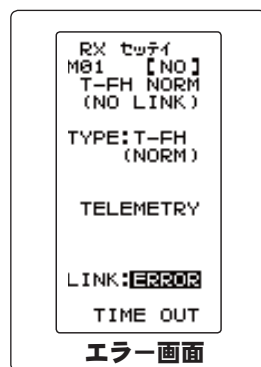 RX セッテイ
M01 [NO]
T-FH NORM
(NO LINK)
TYPE:T-FH
(NORM)
TELEMETRY
LINK:ERROR
TIME OUT
エラー画面